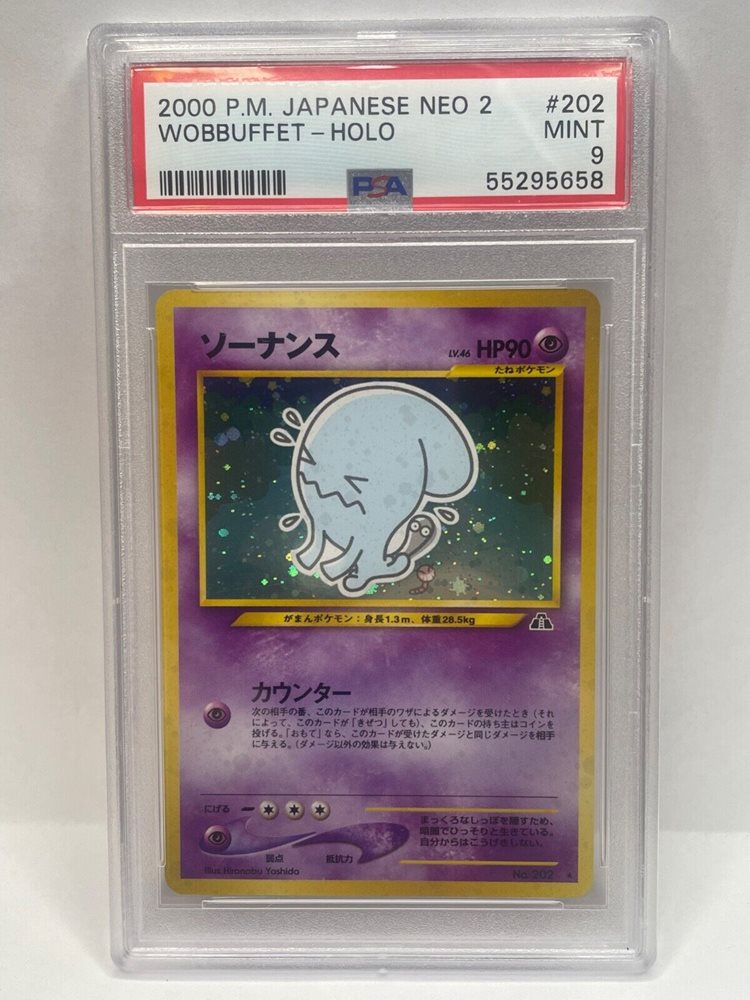 2000 P.M. JAPANESE NEO 2 #202
WOBBUFFET - HOLO MINT
9
PSA 55295658
ソーナンス LV.46 HP90
たねポケモン
がまんポケモン:身長1.3m、体重28.5kg
カウンター
次の相手の番、このカードが相手のワザによるダメージを受けたとき(それ
によって、このカードが「きぜつ」しても)、このカードの持ち主はコインを
投げる。「おもて」なら、このカードが受けたダメージと同じダメージを相手
に与える。(ダメージ以外の効果は与えない。)
にげる
まっくろなしっぽを隠すため、
暗闇でひっそりと生きている。
自分からはこうげきしない。
弱点 抵抗力
Illus Hironobu Yoshida No. 202 ★